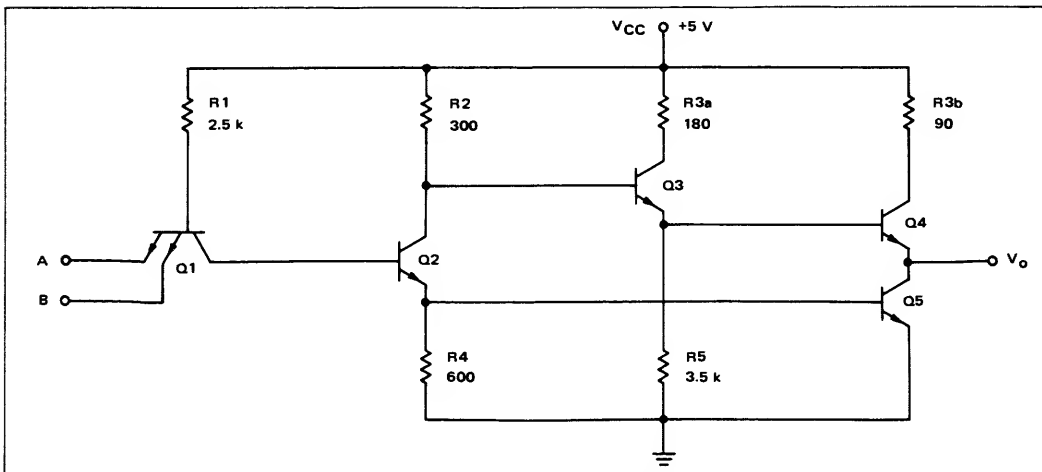 VCC +5 V
R1
2.5 k
R2
300
R3a
180
R3b
90
Q3
Q4
A
Q1
Q2
Vo
B
Q5
R4
600
R5
3.5 k